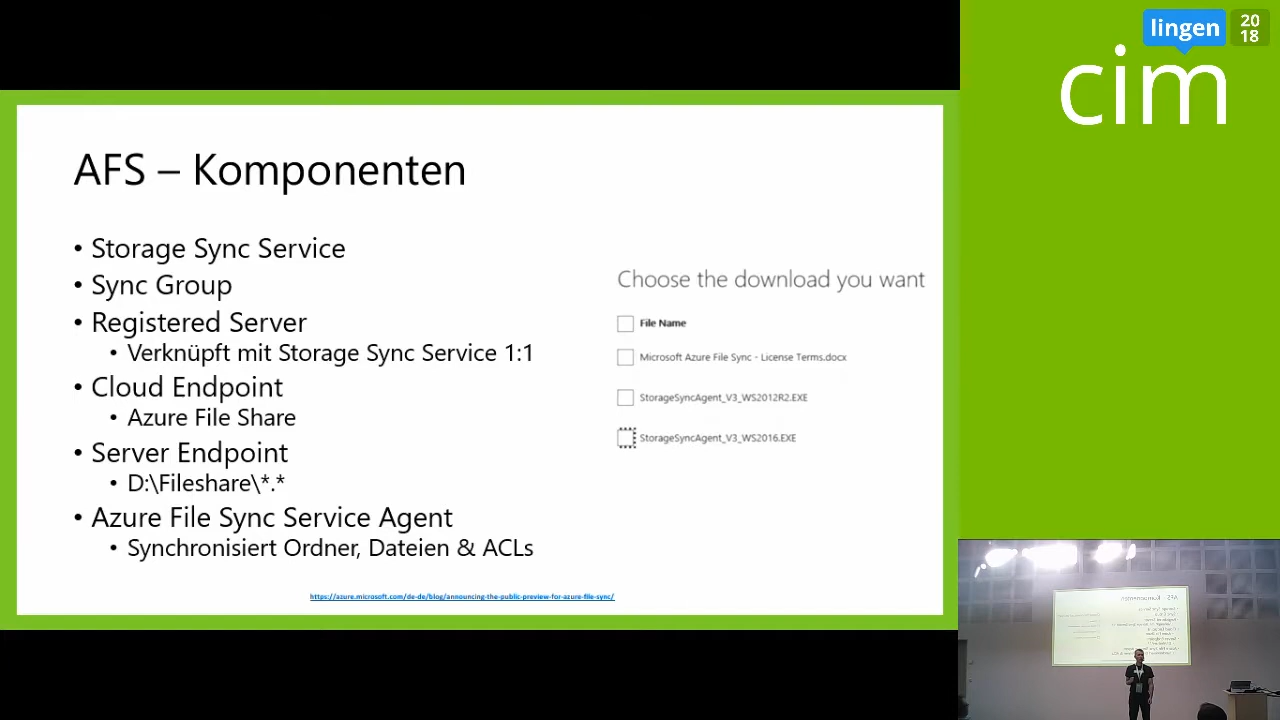 lingen
20
18
cim
AFS – Komponenten
• Storage Sync Service
• Sync Group
• Registered Server
• Verknüpft mit Storage Sync Service 1:1
• Cloud Endpoint
• Azure File Share
• Server Endpoint
• D:\Fileshare\*.*
• Azure File Sync Service Agent
• Synchronisiert Ordner, Dateien & ACLs
Choose the download you want
File Name
Microsoft Azure File Sync - License Terms.docx
StorageSyncAgent_V3_WS2012R2.EXE
StorageSyncAgent_V3_WS2016.EXE
https://azure.microsoft.com/de-de/blog/announcing-the-public-preview-for-azure-file-sync/